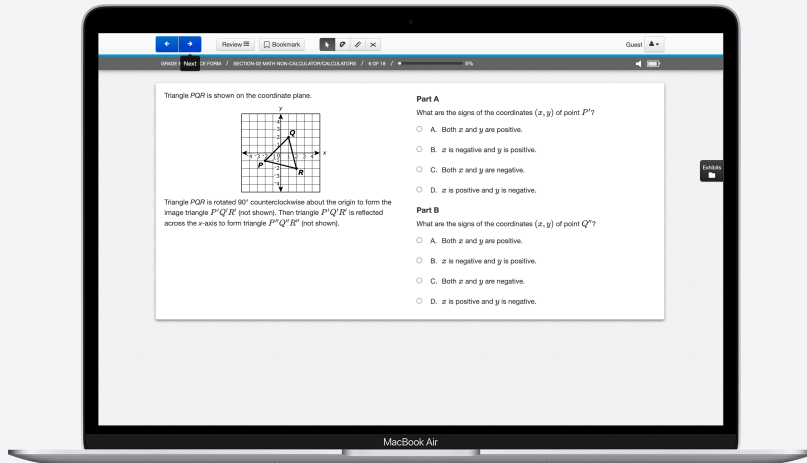 Review
Bookmark
Guest
Next
SECTION-02 MATH NON-CALCULATOR/CALCULATORS / 6 OF 18 / 5%
Triangle PQR is shown on the coordinate plane.
y
x
Q
P
R
Triangle PQR is rotated 90° counterclockwise about the origin to form the
image triangle P′Q′R′ (not shown). Then triangle P′Q′R′ is reflected
across the x-axis to form triangle P″Q″R″ (not shown).
Part A
What are the signs of the coordinates (x, y) of point P′?
A. Both x and y are positive.
B. x is negative and y is positive.
C. Both x and y are negative.
D. x is positive and y is negative.
Part B
What are the signs of the coordinates (x, y) of point Q″?
A. Both x and y are positive.
B. x is negative and y is positive.
C. Both x and y are negative.
D. x is positive and y is negative.
Exhibits
MacBook Air